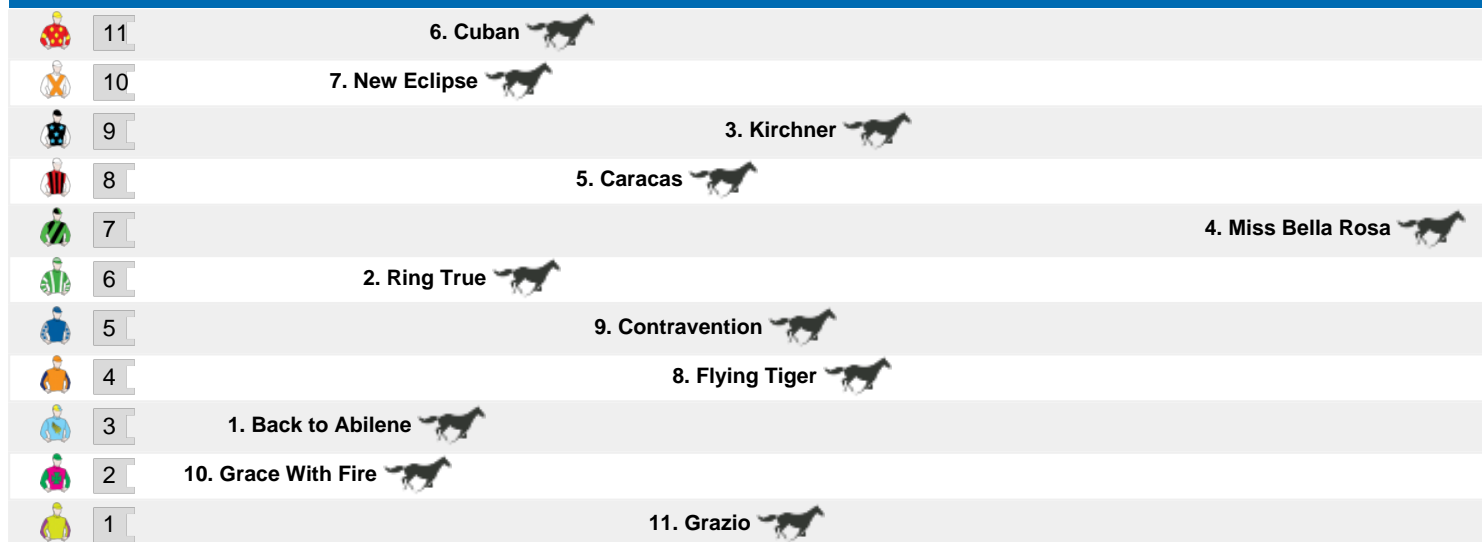 11 6. Cuban
10 7. New Eclipse
9 3. Kirchner
8 5. Caracas
7 4. Miss Bella Rosa
6 2. Ring True
5 9. Contravention
4 8. Flying Tiger
3 1. Back to Abilene
2 10. Grace With Fire
1 11. Grazio